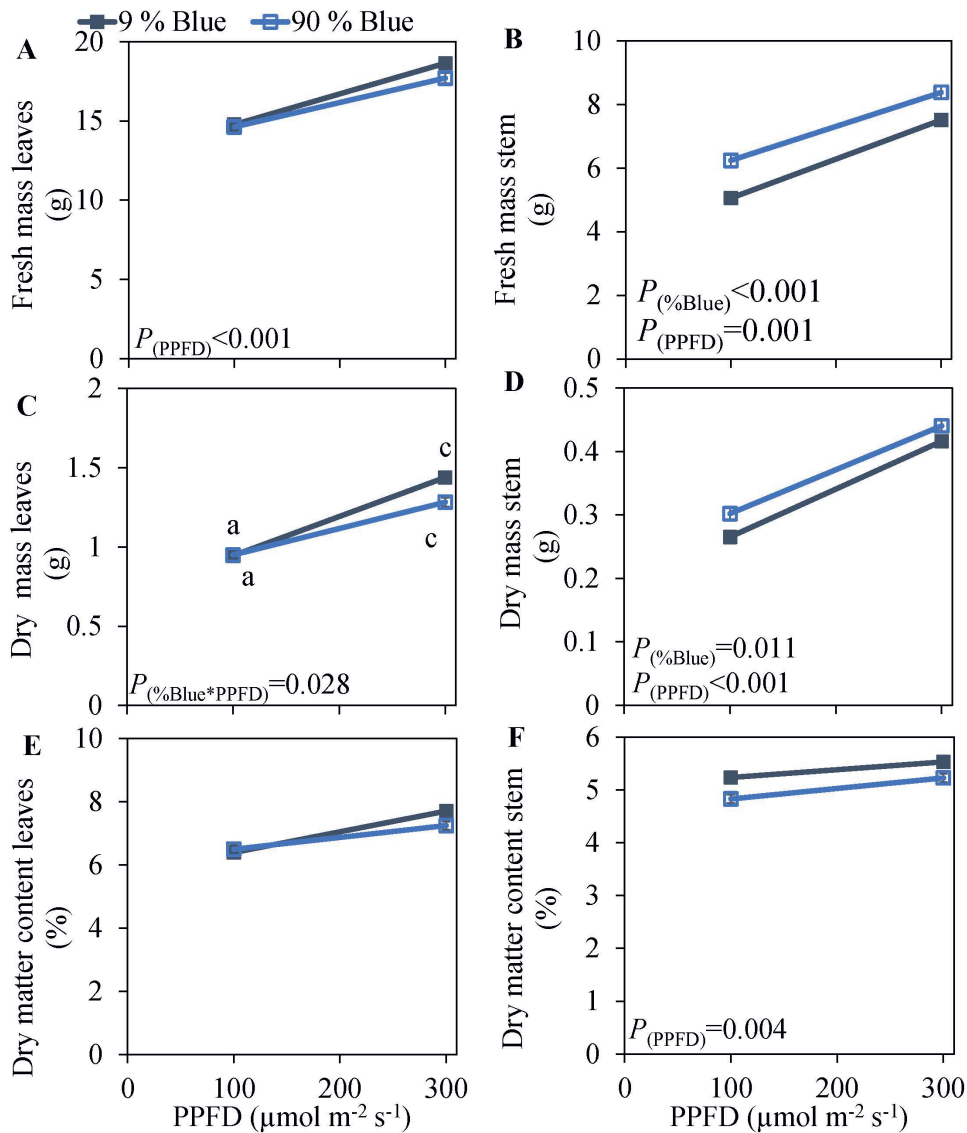 9 % Blue
90 % Blue
A
20
15
10
5
0
Fresh mass leaves
(g)
P(PPFD)<0.001
B
10
8
6
4
2
0
Fresh mass stem
(g)
P(%Blue)<0.001
P(PPFD)=0.001
C
2
1.5
1
0.5
0
Dry mass leaves
(g)
a
a
c
c
P(%Blue*PPFD)=0.028
D
0.5
0.4
0.3
0.2
0.1
0
Dry mass stem
(g)
P(%Blue)=0.011
P(PPFD)<0.001
E
10
8
6
4
2
0
Dry matter content leaves
(%)
0 100 200 300
PPFD (µmol m-2 s-1)
F
6
5
4
3
2
1
0
Dry matter content stem
(%)
P(PPFD)=0.004
0 100 200 300
PPFD (µmol m-2 s-1)